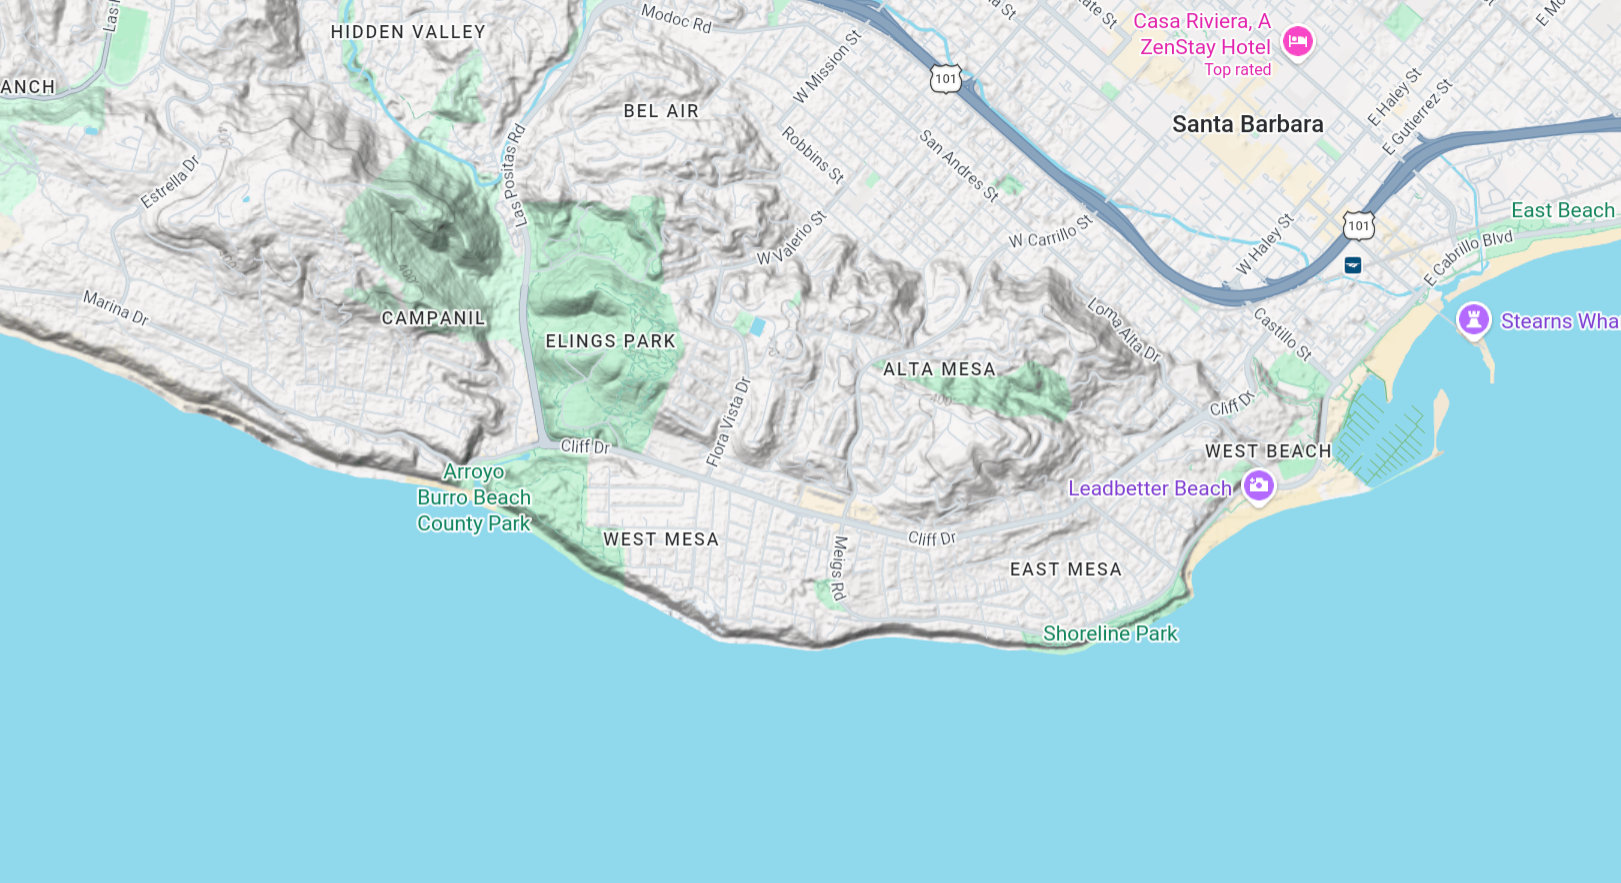 Modoc Rd
HIDDEN VALLEY
Casa Riviera, A
ZenStay Hotel
Top rated
W Mission St
101
ANCH
BEL AIR
Santa Barbara
E Haley St
E Gutierrez St
Las Positas Rd
Robbins St
San Andres St
Estrella Dr
East Beach
W Valerio St
W Carrillo St
W Haley St
101
E Cabrillo Blvd
400
Marina Dr
CAMPANIL
ELINGS PARK
Loma Alta Dr
Castillo St
Stearns Wha
ALTA MESA
400
Flora Vista Dr
Cliff Dr
Cliff Dr
WEST BEACH
Arroyo
Burro Beach
County Park
Leadbetter Beach
WEST MESA
Meigs Rd
Cliff Dr
EAST MESA
Shoreline Park